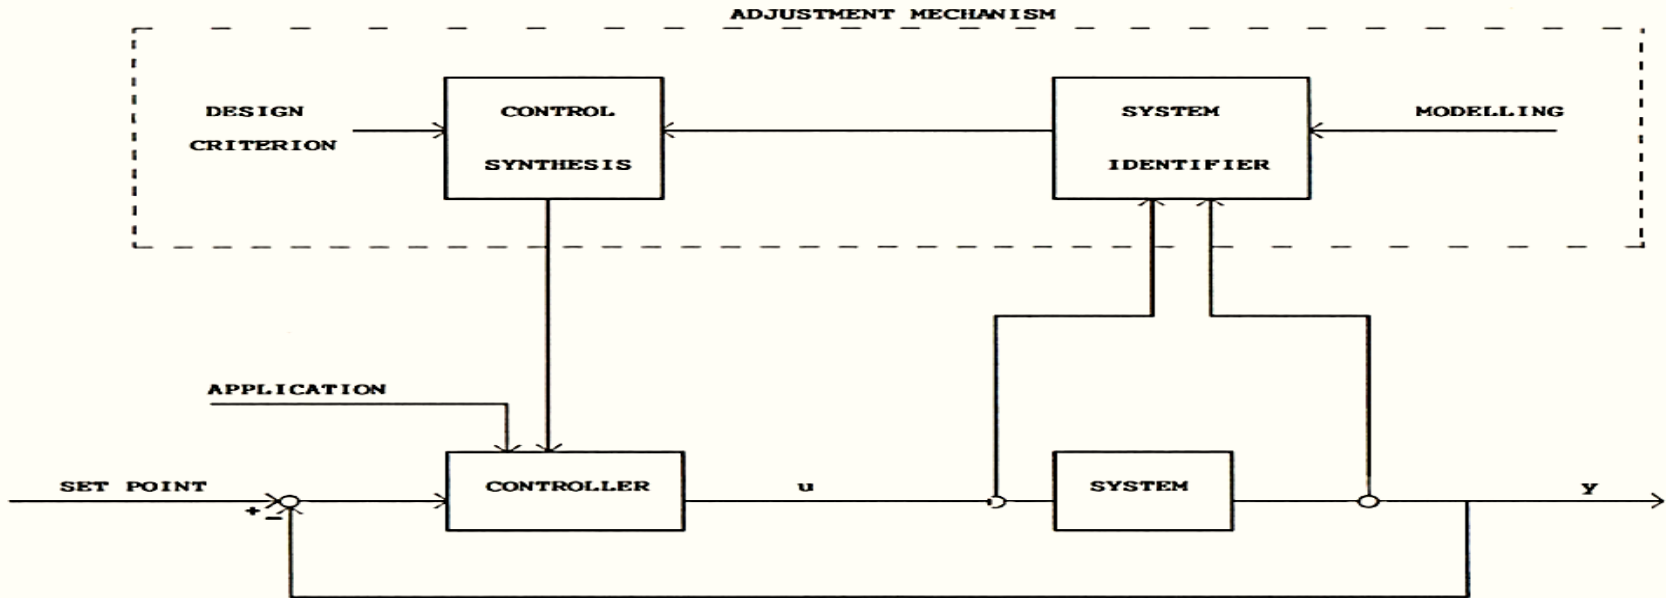 ADJUSTMENT MECHANISM
DESIGN
CRITERION
CONTROL
SYNTHESIS
SYSTEM
IDENTIFIER
MODELLING
APPLICATION
SET POINT
+
−
CONTROLLER
u
SYSTEM
y